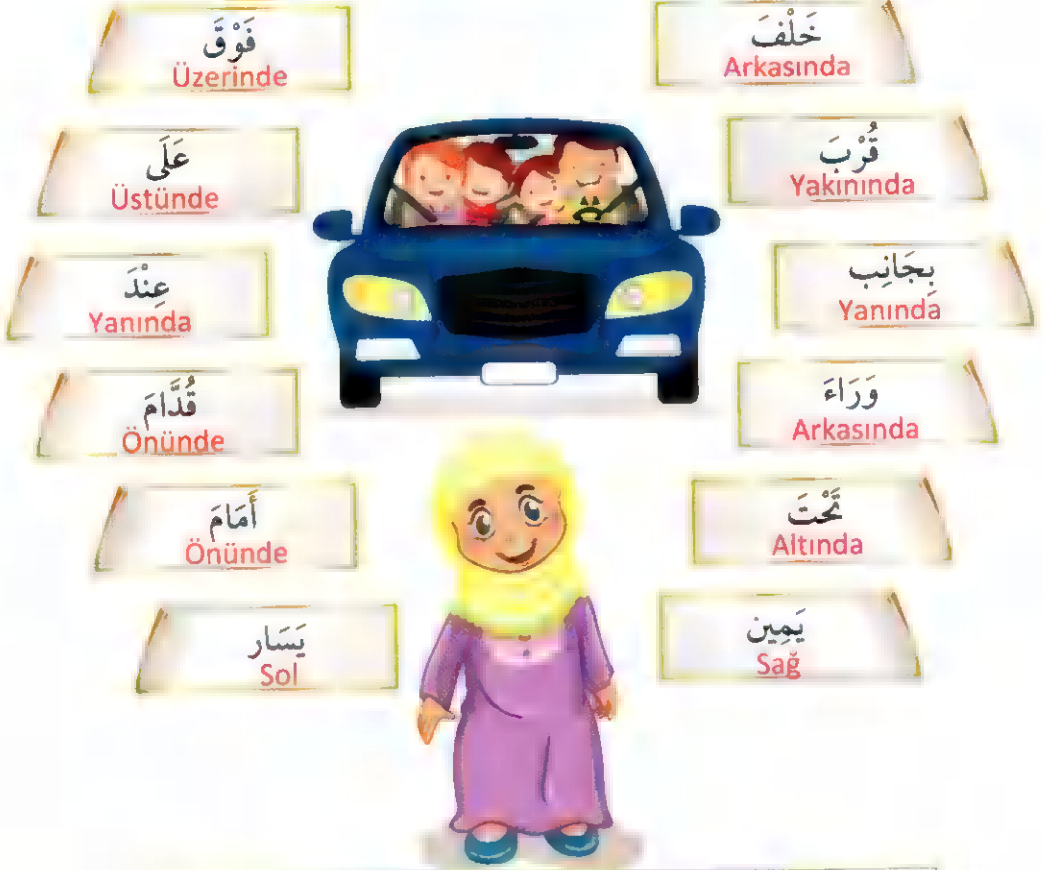 فَوْقَ
Üzerinde
خَلْفَ
Arkasında
عَلَى
Üstünde
قُرْبَ
Yakınında
عِنْدَ
Yanında
بِجَانِب
Yanında
قُدَّامَ
Önünde
وَرَاءَ
Arkasında
أَمَامَ
Önünde
تَحْتَ
Altında
يَسَار
Sol
يَمِين
Sağ